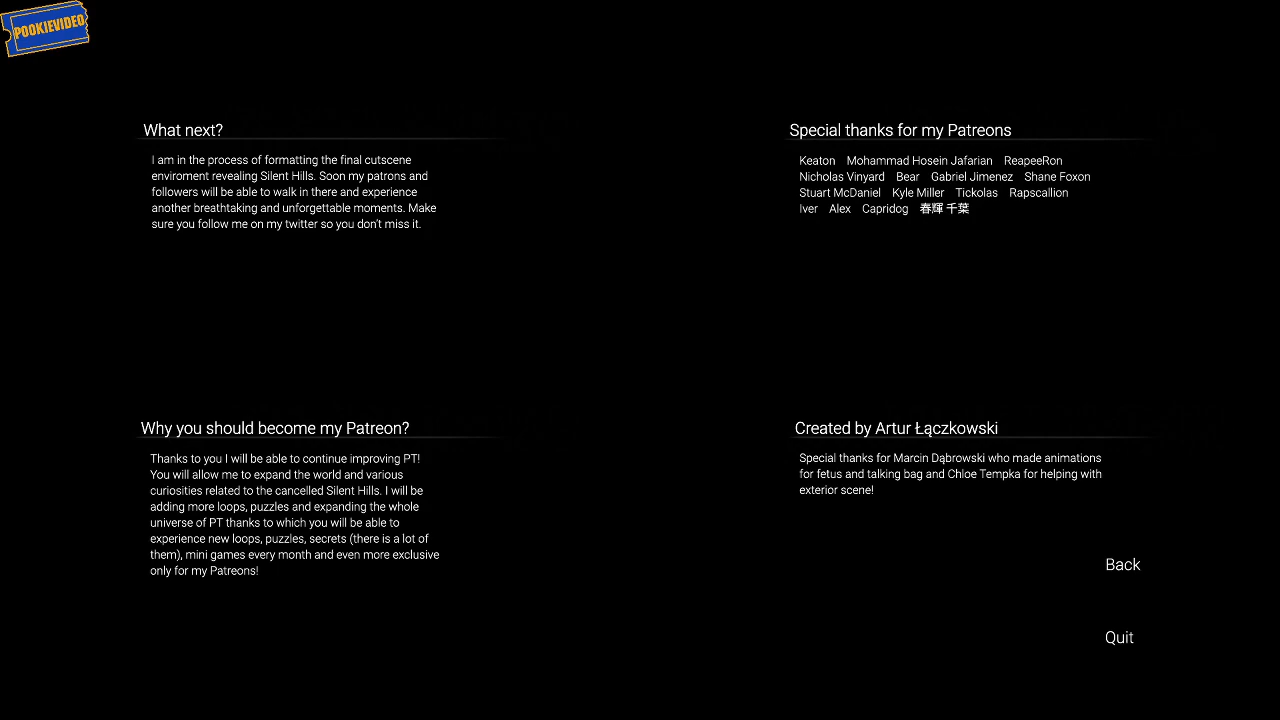 POOKIEVIDEO
What next?
I am in the process of formatting the final cutscene
enviroment revealing Silent Hills. Soon my patrons and
followers will be able to walk in there and experience
another breathtaking and unforgettable moments. Make
sure you follow me on my twitter so you don't miss it.
Special thanks for my Patreons
Keaton Mohammad Hosein Jafarian ReapeeRon
Nicholas Vinyard Bear Gabriel Jimenez Shane Foxon
Stuart McDaniel Kyle Miller Tickolas Rapscallion
Iver Alex Capridog 春輝 千葉
Why you should become my Patreon?
Thanks to you I will be able to continue improving PT!
You will allow me to expand the world and various
curiosities related to the cancelled Silent Hills. I will be
adding more loops, puzzles and expanding the whole
universe of PT thanks to which you will be able to
experience new loops, puzzles, secrets (there is a lot of
them), mini games every month and even more exclusive
only for my Patreons!
Created by Artur Łączkowski
Special thanks for Marcin Dąbrowski who made animations
for fetus and talking bag and Chloe Tempka for helping with
exterior scene!
Back
Quit